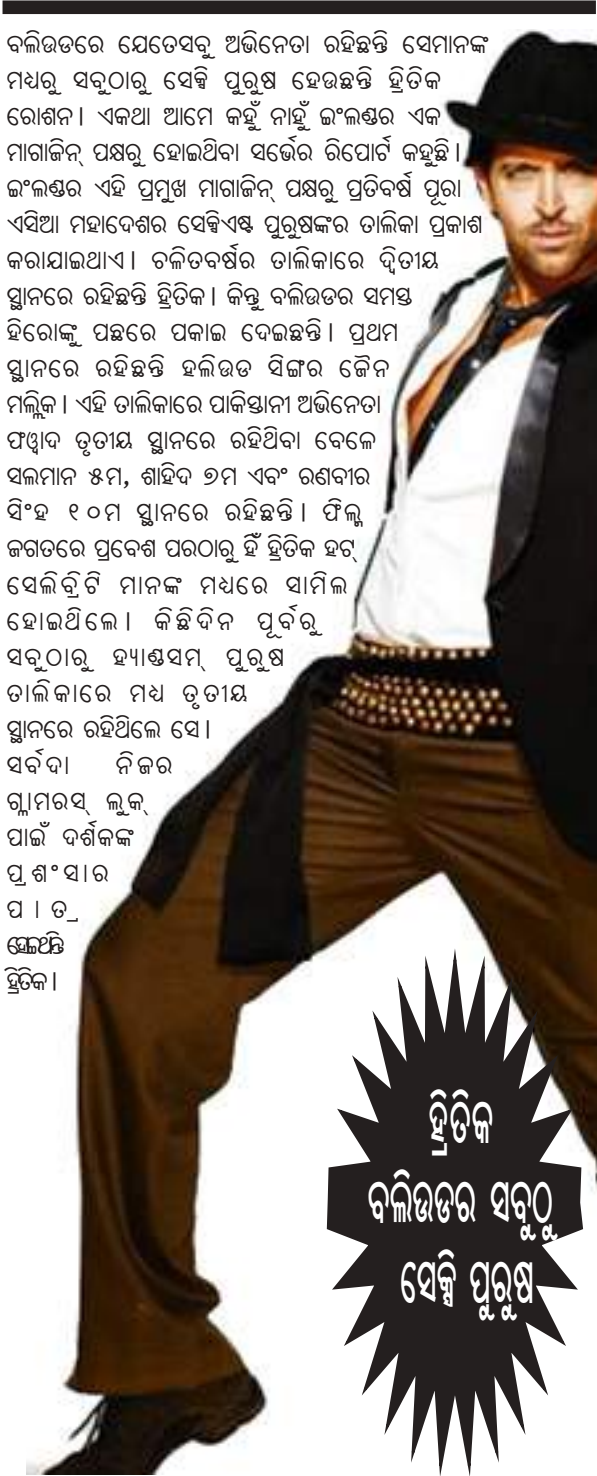 ବଲିଉଡରେ ଯେତେସବୁ ଅଭିନେତା ରହିଛନ୍ତି ସେମାନଙ୍କ
ମଧ୍ୟରୁ ସବୁଠାରୁ ସେକ୍ସି ପୁରୁଷ ହେଉଛନ୍ତି ହ୍ରିତିକ
ରୋଶନ। ଏକଥା ଆମେ କହୁଁ ନାହୁଁ ଇଂଲଣ୍ଡର ଏକ
ମାଗାଜିନ୍ ପକ୍ଷରୁ ହୋଇଥିବା ସର୍ଭେର ରିପୋର୍ଟ କହୁଛି।
ଇଂଲଣ୍ଡର ଏହି ପ୍ରମୁଖ ମାଗାଜିନ୍ ପକ୍ଷରୁ ପ୍ରତିବର୍ଷ ପୂରା
ଏସିଆ ମହାଦେଶର ସେକ୍ସିଏଷ୍ଟ ପୁରୁଷଙ୍କର ତାଲିକା ପ୍ରକାଶ
କରାଯାଇଥାଏ। ଚଳିତବର୍ଷର ତାଲିକାରେ ଦ୍ୱିତୀୟ
ସ୍ଥାନରେ ରହିଛନ୍ତି ହ୍ରିତିକ। କିନ୍ତୁ ବଲିଉଡର ସମସ୍ତ
ହିରୋଙ୍କୁ ପଛରେ ପକାଇ ଦେଇଛନ୍ତି। ପ୍ରଥମ
ସ୍ଥାନରେ ରହିଛନ୍ତି ହଲିଉଡ ସିଙ୍ଗର ଜୈନ
ମଲ୍ଲିକ। ଏହି ତାଲିକାରେ ପାକିସ୍ତାନୀ ଅଭିନେତା
ଫଓ୍ୱାଦ ତୃତୀୟ ସ୍ଥାନରେ ରହିଥିବା ବେଳେ
ସଲମାନ ୫ମ, ଶାହିଦ ୭ମ ଏବଂ ରଣବୀର
ସିଂହ ୧୦ମ ସ୍ଥାନରେ ରହିଛନ୍ତି। ଫିଲ୍ମ
ଜଗତରେ ପ୍ରବେଶ ପରଠାରୁ ହିଁ ହ୍ରିତିକ ହଟ୍
ସେଲିବ୍ରିଟି ମାନଙ୍କ ମଧ୍ୟରେ ସାମିଲ
ହୋଇଥିଲେ। କିଛିଦିନ ପୂର୍ବରୁ
ସବୁଠାରୁ ହ୍ୟାଣ୍ଡସମ୍ ପୁରୁଷ
ତାଲିକାରେ ମଧ୍ୟ ତୃତୀୟ
ସ୍ଥାନରେ ରହିଥିଲେ ସେ।
ସର୍ବଦା ନିଜର
ଗ୍ଳାମରସ୍ ଲୁକ୍
ପାଇଁ ଦର୍ଶକଙ୍କ
ପ୍ରଶଂସାର
ପାତ୍ର
ହ୍ରିତିକ।
ହ୍ରିତିକ
ବଲିଉଡର ସବୁଠୁ
ସେକ୍ସି ପୁରୁଷ